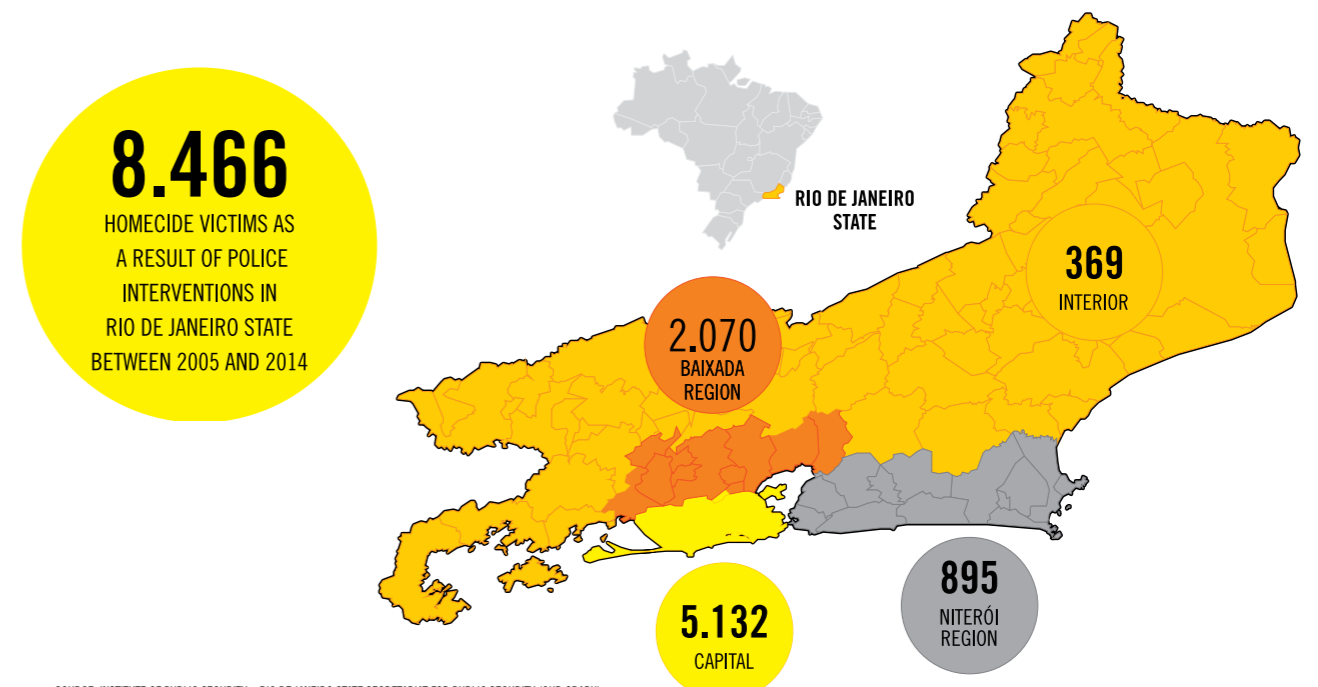 8.466
HOMECIDE VICTIMS AS
A RESULT OF POLICE
INTERVENTIONS IN
RIO DE JANEIRO STATE
BETWEEN 2005 AND 2014
RIO DE JANEIRO
STATE
369
INTERIOR
2.070
BAIXADA
REGION
895
NITERÓI
REGION
5.132
CAPITAL